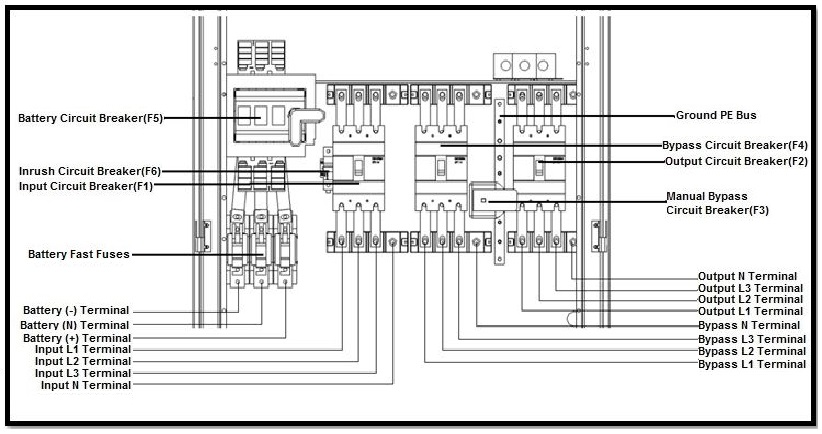 Battery Circuit Breaker(F5)
Inrush Circuit Breaker(F6)
Input Circuit Breaker(F1)
Battery Fast Fuses
Battery (-) Terminal
Battery (N) Terminal
Battery (+) Terminal
Input L1 Terminal
Input L2 Terminal
Input L3 Terminal
Input N Terminal
Ground PE Bus
Bypass Circuit Breaker(F4)
Output Circuit Breaker(F2)
Manual Bypass
Circuit Breaker(F3)
Output N Terminal
Output L3 Terminal
Output L2 Terminal
Output L1 Terminal
Bypass N Terminal
Bypass L3 Terminal
Bypass L2 Terminal
Bypass L1 Terminal